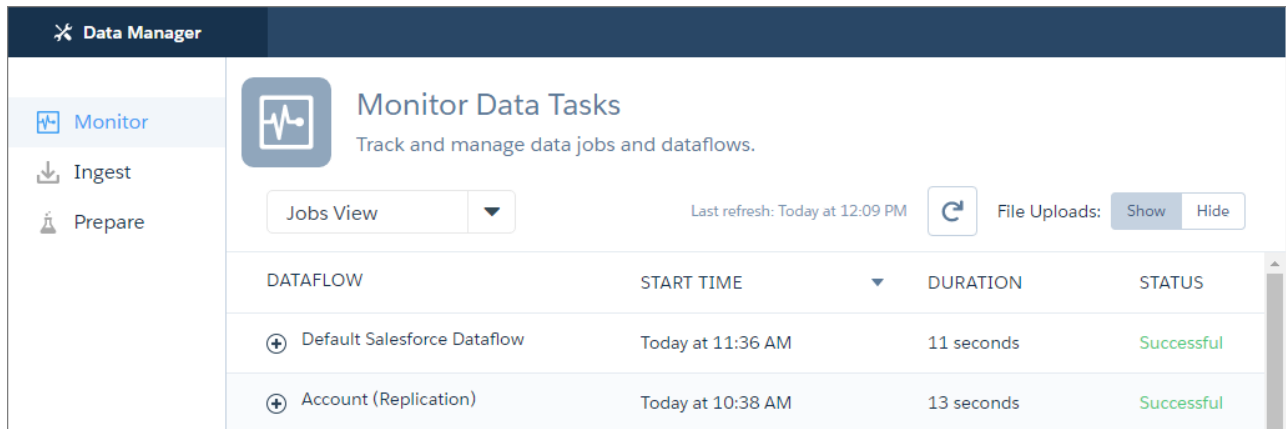 Data Manager
Monitor
Ingest
Prepare
Monitor Data Tasks
Track and manage data jobs and dataflows.
Jobs View Last refresh: Today at 12:09 PM File Uploads: Show Hide
DATAFLOW START TIME DURATION STATUS
Default Salesforce Dataflow Today at 11:36 AM 11 seconds Successful
Account (Replication) Today at 10:38 AM 13 seconds Successful